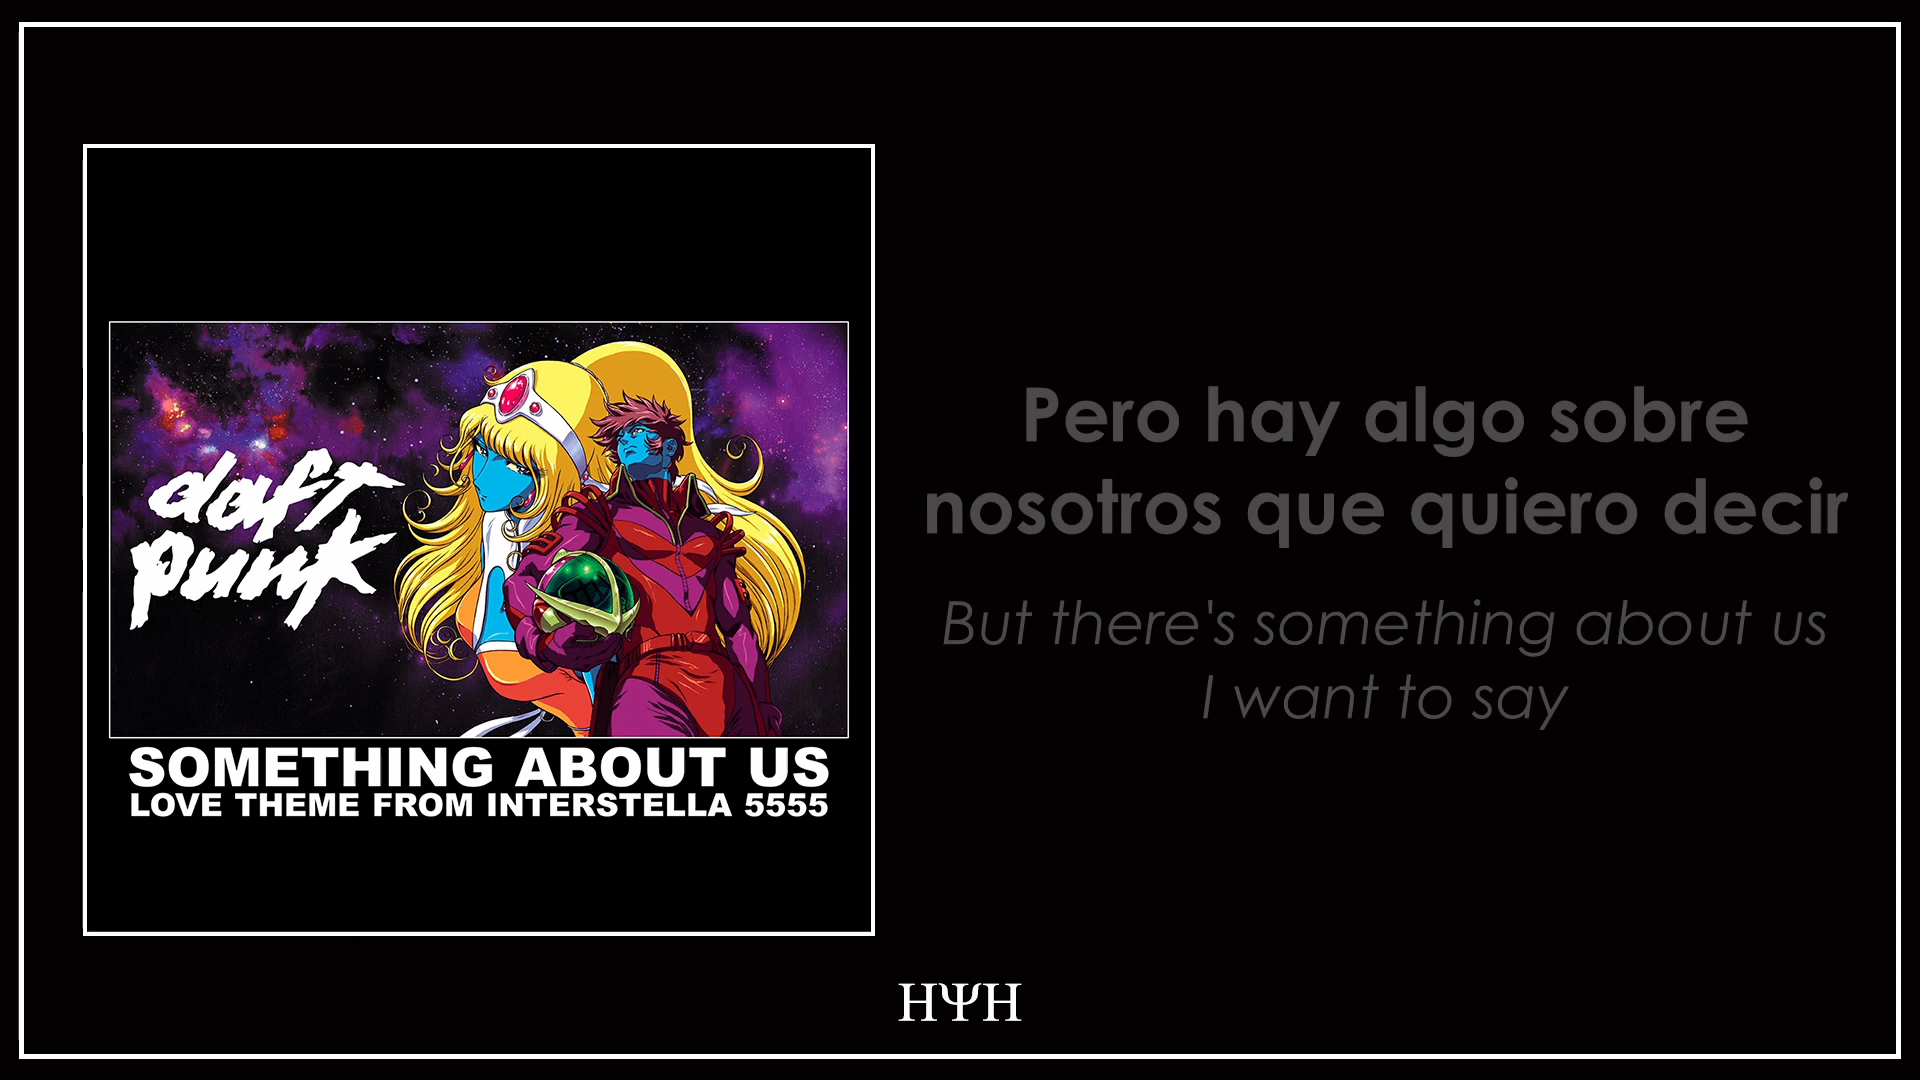 daft
punk
SOMETHING ABOUT US
LOVE THEME FROM INTERSTELLA 5555
Pero hay algo sobre
nosotros que quiero decir
But there's something about us
I want to say
HΨH